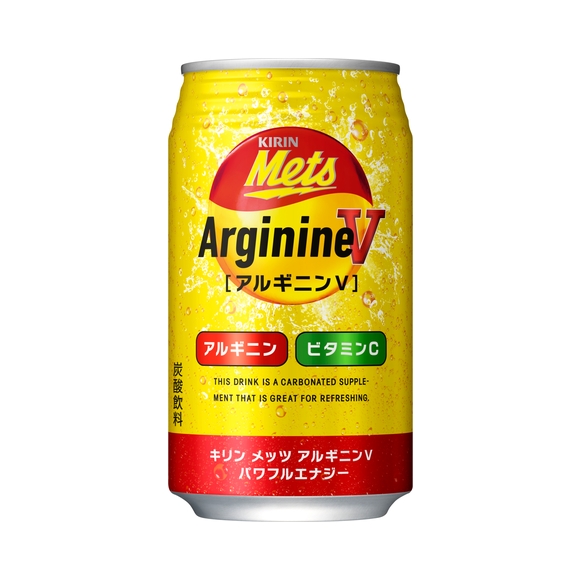 KIRIN
Mets
ArginineV
[アルギニンV]
アルギニン ビタミンC
THIS DRINK IS A CARBONATED SUPPLE-
MENT THAT IS GREAT FOR REFRESHING.
炭酸飲料
キリン メッツ アルギニンV
パワフルエナジー